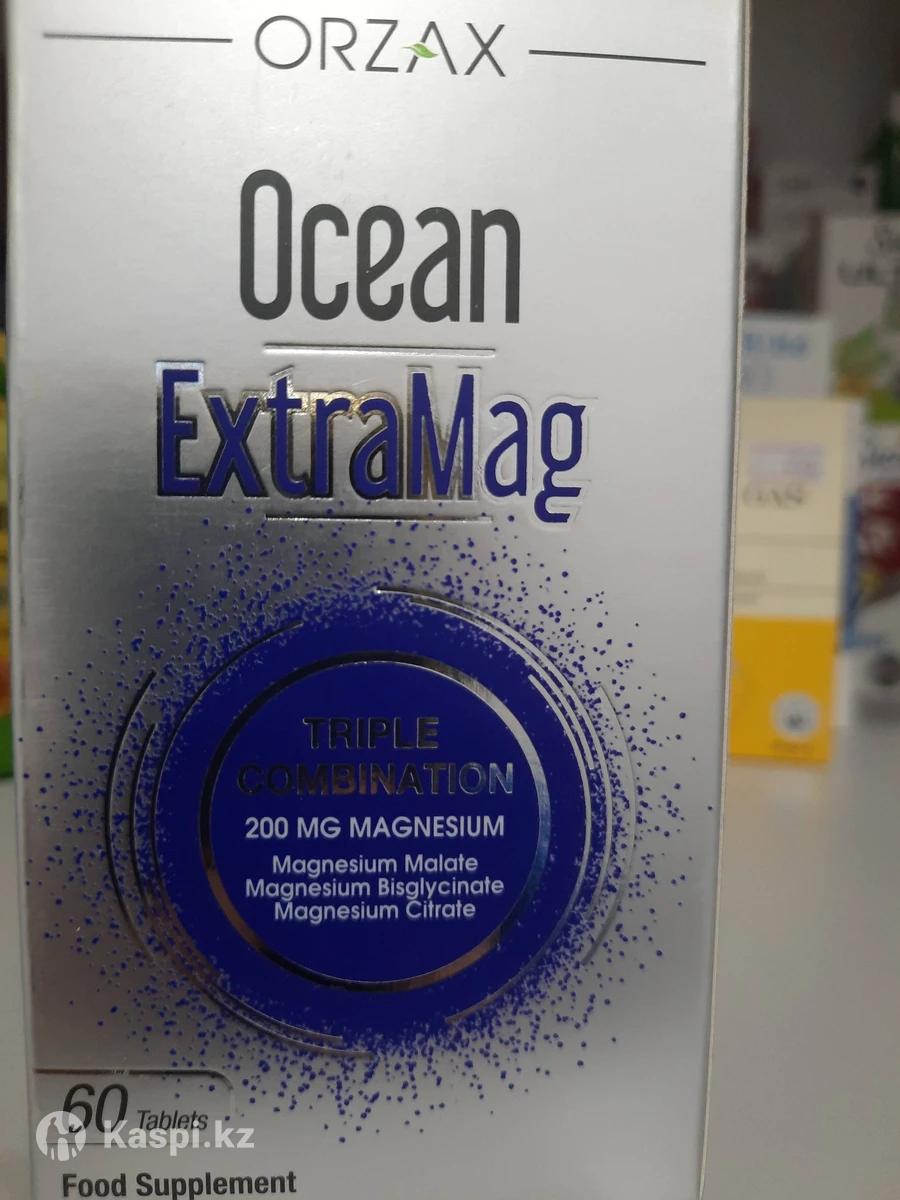 ORZAX
Ocean
ExtraMag
TRIPLE
COMBINATION
200 MG MAGNESIUM
Magnesium Malate
Magnesium Bisglycinate
Magnesium Citrate
60 Tablets
Kaspi.kz
Food Supplement